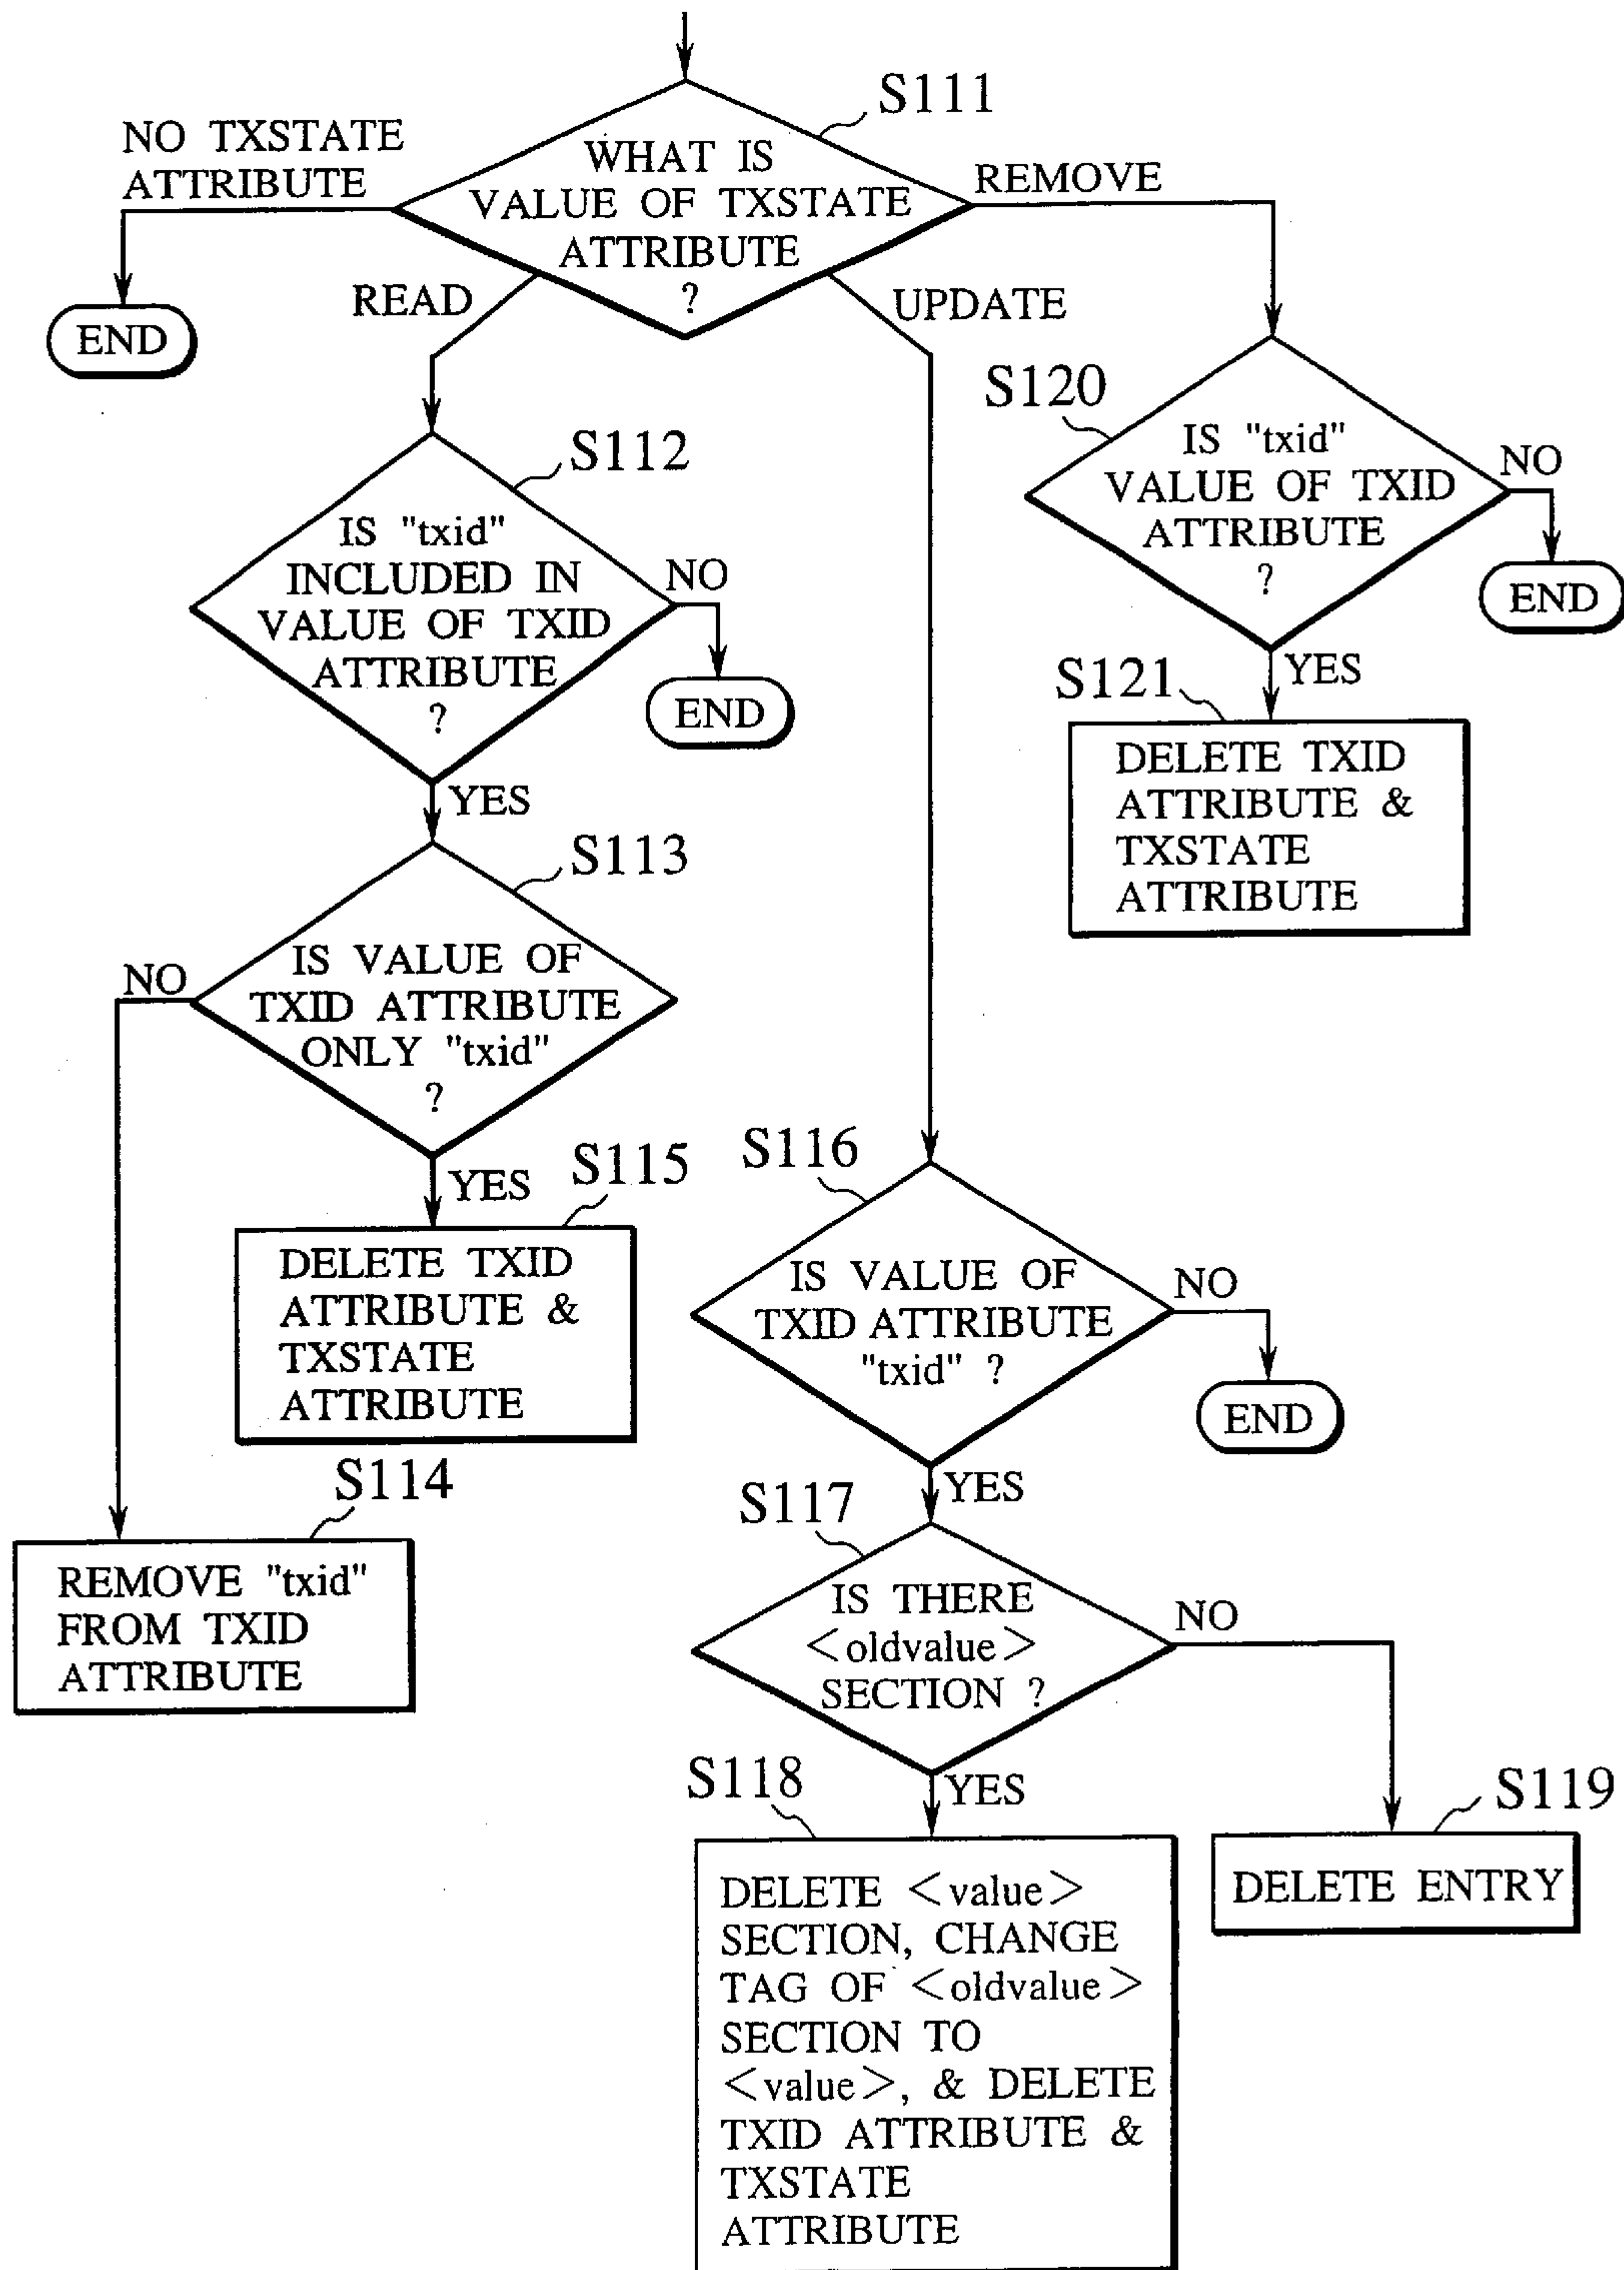 S111
NO TXSTATE
ATTRIBUTE
WHAT IS
VALUE OF TXSTATE
ATTRIBUTE
?
REMOVE
END
READ
UPDATE
S120
IS "txid"
VALUE OF TXID
ATTRIBUTE
?
NO
END
S112
IS "txid"
INCLUDED IN
VALUE OF TXID
ATTRIBUTE
?
NO
END
YES
S121
YES
DELETE TXID
ATTRIBUTE &
TXSTATE
ATTRIBUTE
S113
IS VALUE OF
TXID ATTRIBUTE
ONLY "txid"
?
NO
YES
S115
DELETE TXID
ATTRIBUTE &
TXSTATE
ATTRIBUTE
S114
REMOVE "txid"
FROM TXID
ATTRIBUTE
S116
IS VALUE OF
TXID ATTRIBUTE
"txid" ?
NO
END
YES
S117
IS THERE
<oldvalue>
SECTION ?
NO
YES
S118
DELETE <value>
SECTION, CHANGE
TAG OF <oldvalue>
SECTION TO
<value>, & DELETE
TXID ATTRIBUTE &
TXSTATE
ATTRIBUTE
S119
DELETE ENTRY